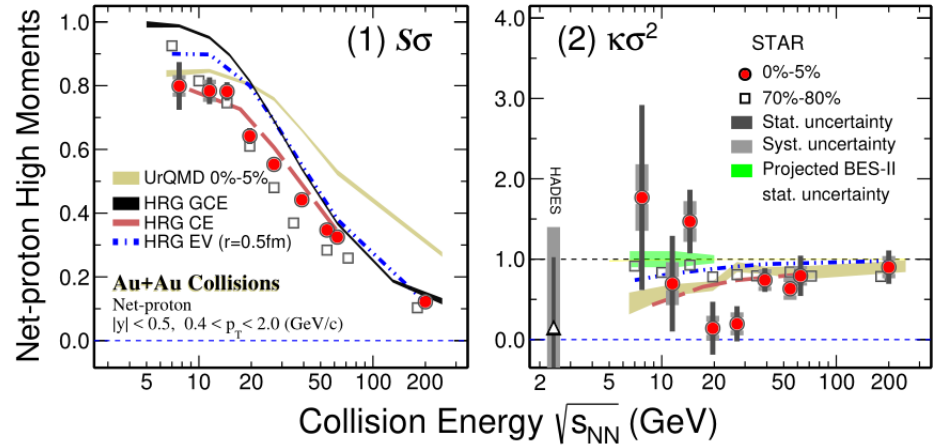 Net-proton High Moments
1.0
0.8
0.6
0.4
0.2
0.0
(1) Sσ
UrQMD 0%-5%
HRG GCE
HRG CE
HRG EV (r=0.5fm)
Au+Au Collisions
Net-proton
|y| < 0.5, 0.4 < p_T < 2.0 (GeV/c)
5 10 20 50 100 200
(2) κσ²
STAR
0%-5%
70%-80%
Stat. uncertainty
Syst. uncertainty
Projected BES-II
stat. uncertainty
HADES
4.0
3.0
2.0
1.0
0.0
2 5 10 20 50 100 200
Collision Energy √s_NN (GeV)